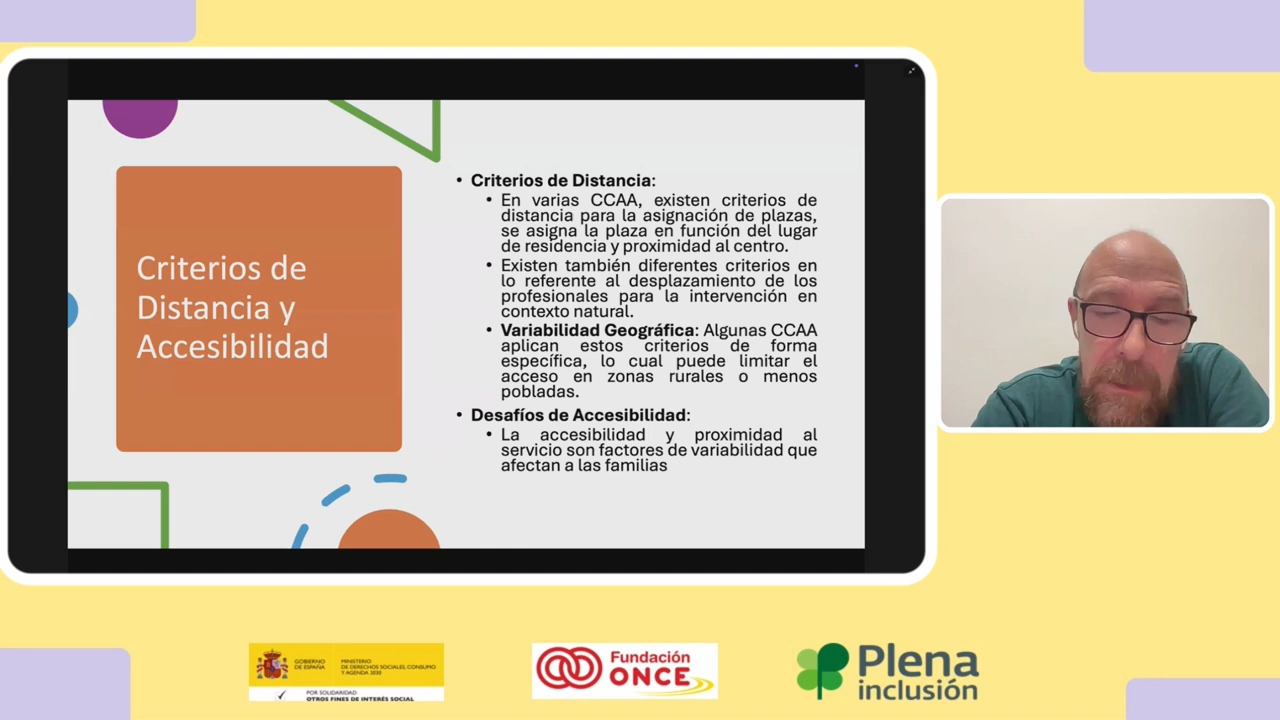 Criterios de
Distancia y
Accesibilidad
• Criterios de Distancia:
• En varias CCAA, existen criterios de
distancia para la asignación de plazas,
se asigna la plaza en función del lugar
de residencia y proximidad al centro.
• Existen también diferentes criterios en
lo referente al desplazamiento de los
profesionales para la intervención en
contexto natural.
• Variabilidad Geográfica: Algunas CCAA
aplican estos criterios de forma
específica, lo cual puede limitar el
acceso en zonas rurales o menos
pobladas.
• Desafíos de Accesibilidad:
• La accesibilidad y proximidad al
servicio son factores de variabilidad que
afectan a las familias
GOBIERNO
DE ESPAÑA
MINISTERIO
DE DERECHOS SOCIALES, CONSUMO
Y AGENDA 2030
POR SOLIDARIDAD
OTROS FINES DE INTERÉS SOCIAL
Fundación
ONCE
Plena
inclusión